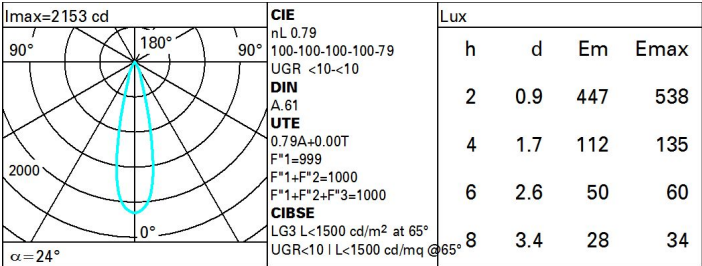 Imax=2153 cd
90° 180° 90°
2000
0°
α=24°
CIE
nL 0.79
100-100-100-100-79
UGR <10-<10
DIN
A.61
UTE
0.79A+0.00T
F"1=999
F"1+F"2=1000
F"1+F"2+F"3=1000
CIBSE
LG3 L<1500 cd/m² at 65°
UGR<10 | L<1500 cd/mq @65°
Lux
h d Em Emax
2 0.9 447 538
4 1.7 112 135
6 2.6 50 60
8 3.4 28 34